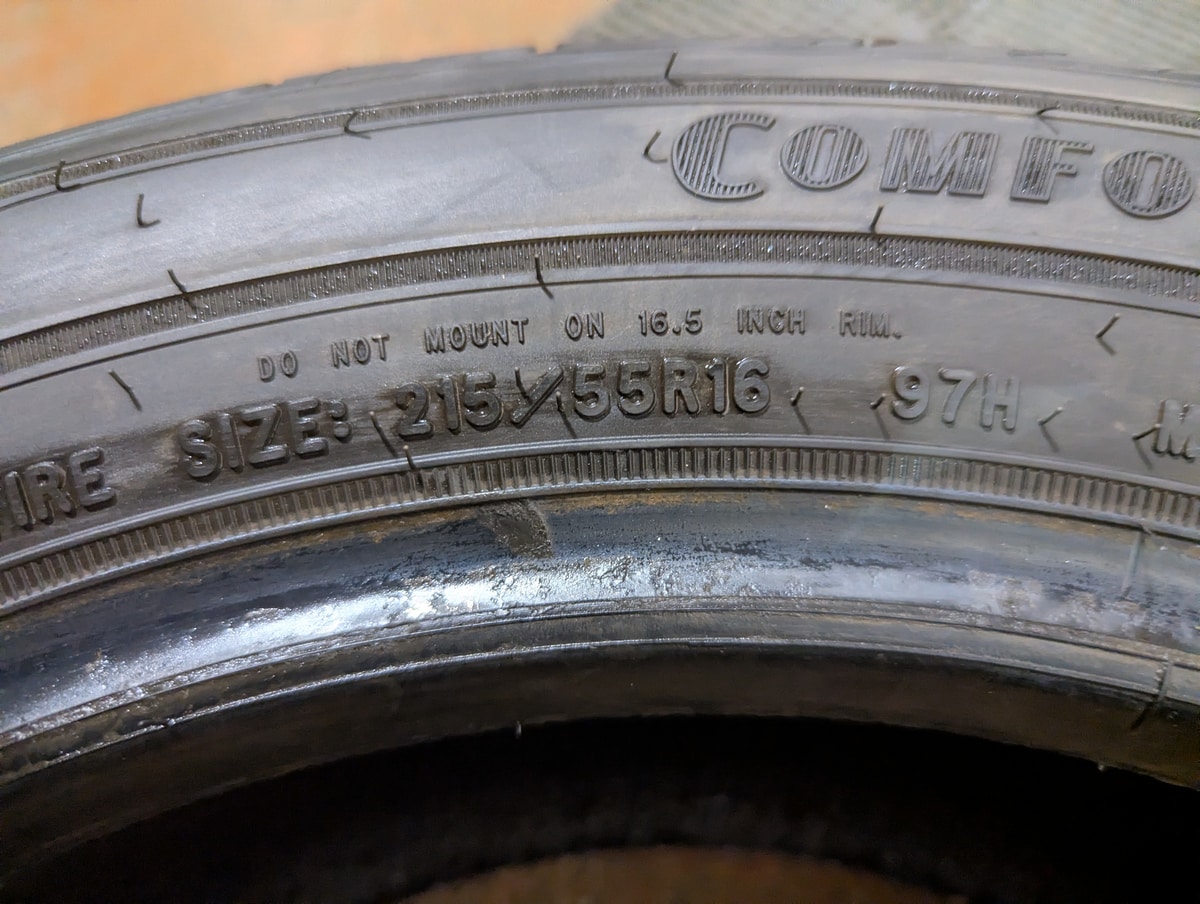 COMFO
DO NOT MOUNT ON 16.5 INCH RIM.
IRE SIZE: 215/55R16 97H M